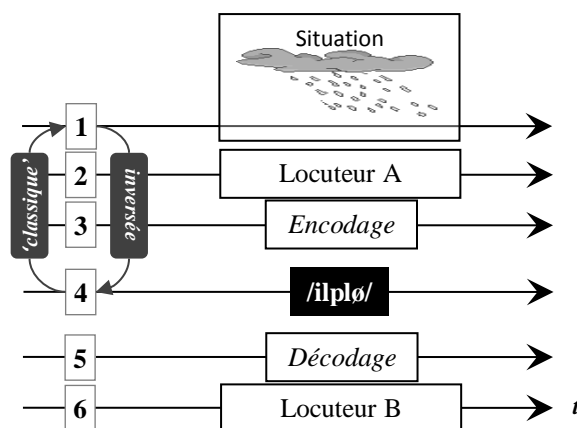 Situation
1
'classique'
inversée
2 Locuteur A
3 Encodage
4 /ilplø/
5 Décodage
6 Locuteur B t